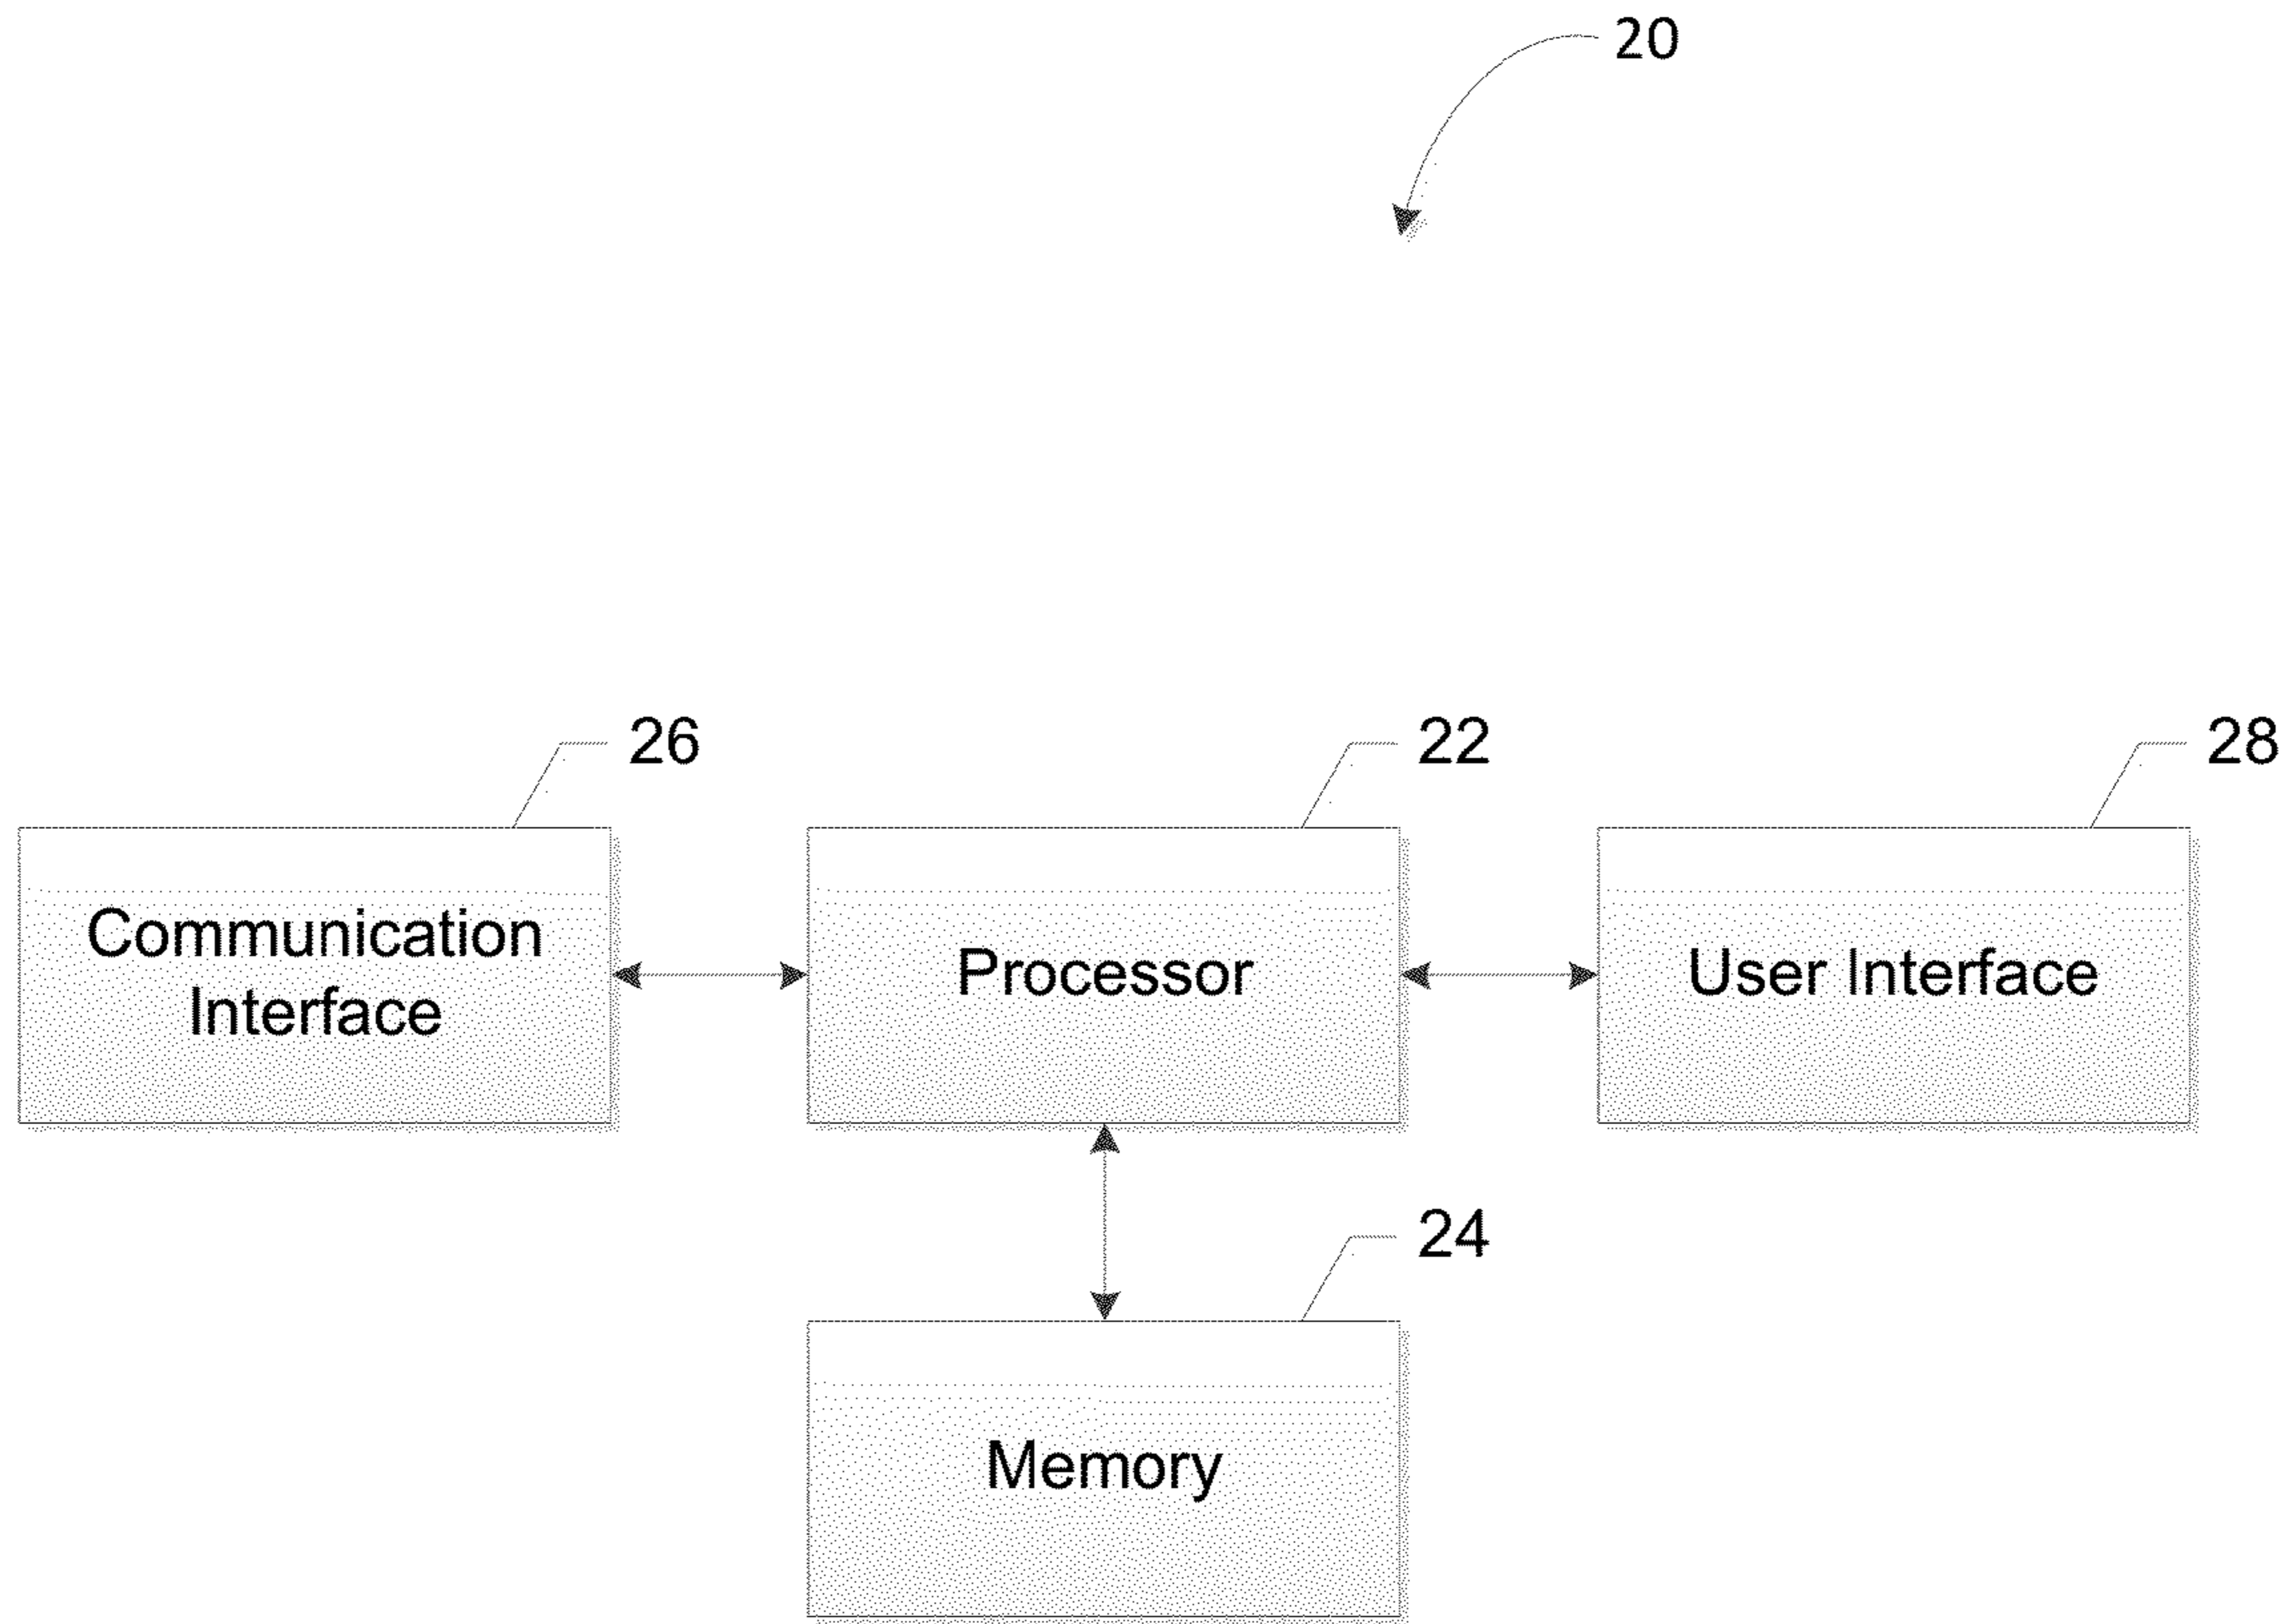 20
26
22
28
Communication
Interface
Processor
User Interface
24
Memory